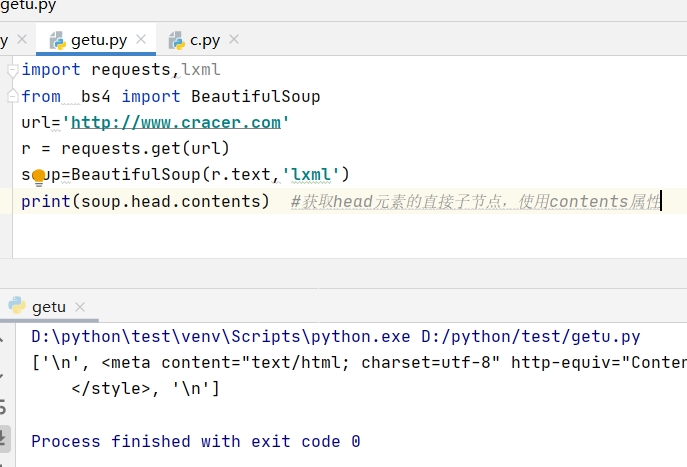 getu.py
y
getu.py
c.py
import requests,lxml
from  bs4 import BeautifulSoup
url='http://www.cracer.com'
r = requests.get(url)
soup=BeautifulSoup(r.text,'lxml')
print(soup.head.contents)  #获取head元素的直接子节点，使用contents属性
getu
D:\python\test\venv\Scripts\python.exe D:/python/test/getu.py
['\n', <meta content="text/html; charset=utf-8" http-equiv="Conten
</style>, '\n']
Process finished with exit code 0